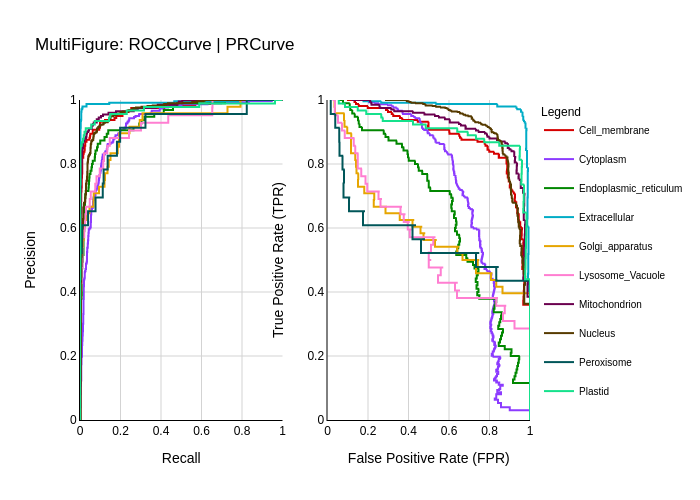 MultiFigure: ROCCurve | PRCurve
1
0.8
0.6
0.4
0.2
0
0
0.2
0.4
0.6
0.8
1
Precision
Recall
1
0.8
0.6
0.4
0.2
0
0
0.2
0.4
0.6
0.8
1
True Positive Rate (TPR)
False Positive Rate (FPR)
Legend
Cell_membrane
Cytoplasm
Endoplasmic_reticulum
Extracellular
Golgi_apparatus
Lysosome_Vacuole
Mitochondrion
Nucleus
Peroxisome
Plastid